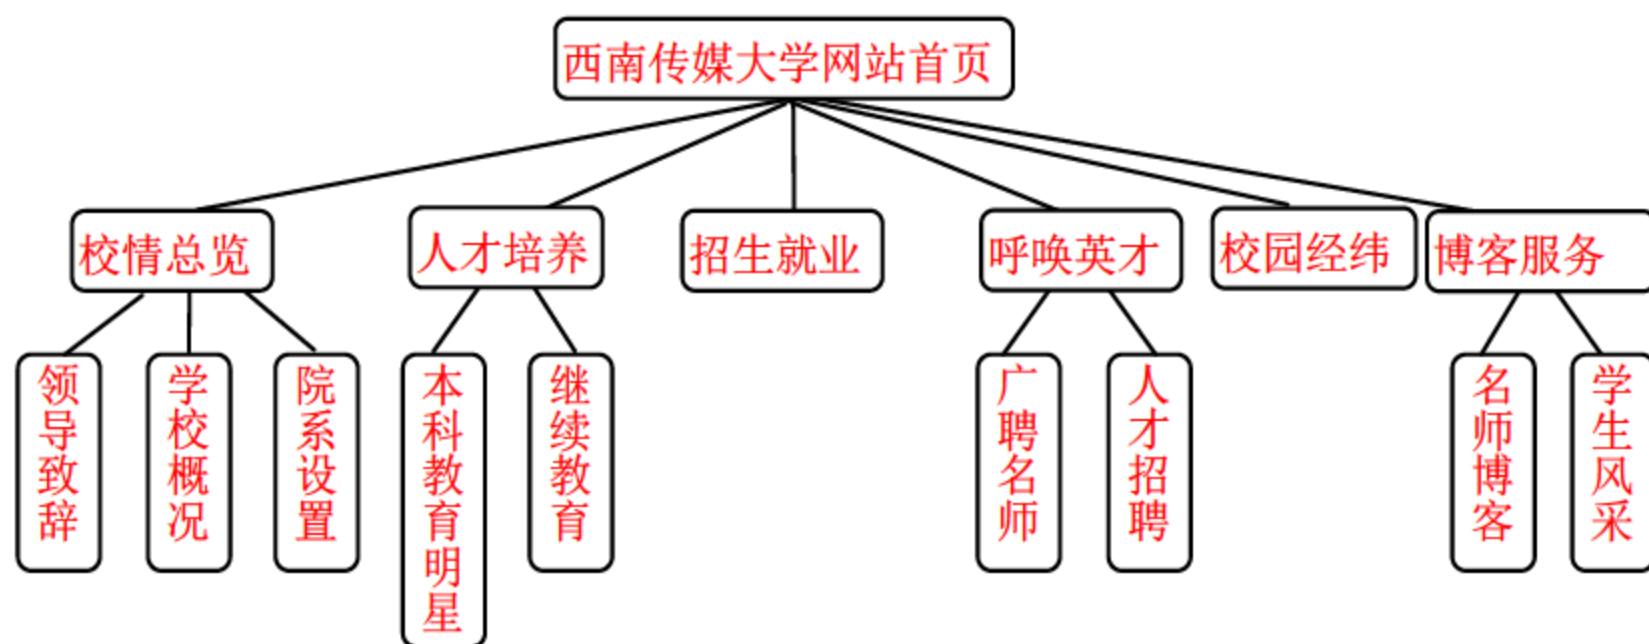 西南传媒大学网站首页
校情总览
人才培养
招生就业
呼唤英才
校园经纬
博客服务
领导致辞
学校概况
院系设置
本科教育明星
继续教育
广聘名师
人才招聘
名师博客
学生风采